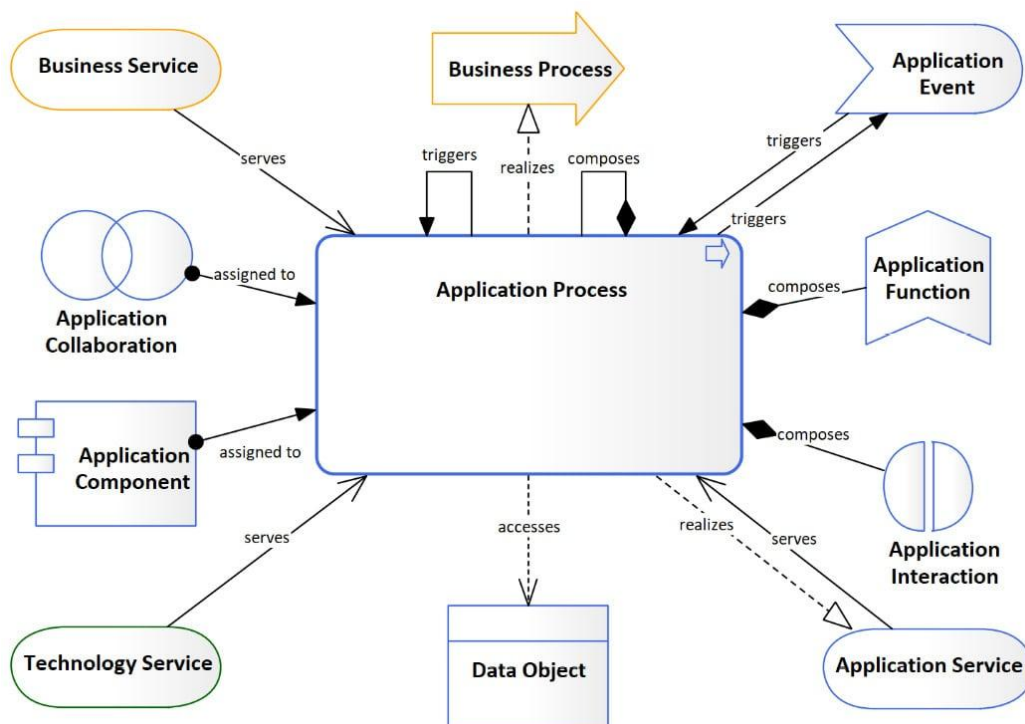 Business Service
Business Process
Application
Event
triggers
serves
triggers
realizes
composes
triggers
assigned to
Application
Collaboration
Application Process
composes
Application
Function
Application
Component
assigned to
composes
Application
Interaction
serves
accesses
realizes
serves
Technology Service
Data Object
Application Service